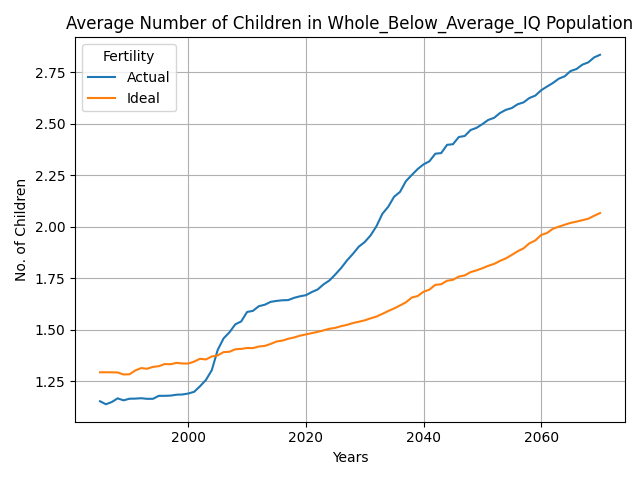 Average Number of Children in Whole_Below_Average_IQ Population
Fertility
Actual
Ideal
No. of Children
2.75
2.50
2.25
2.00
1.75
1.50
1.25
2000 2020 2040 2060
Years